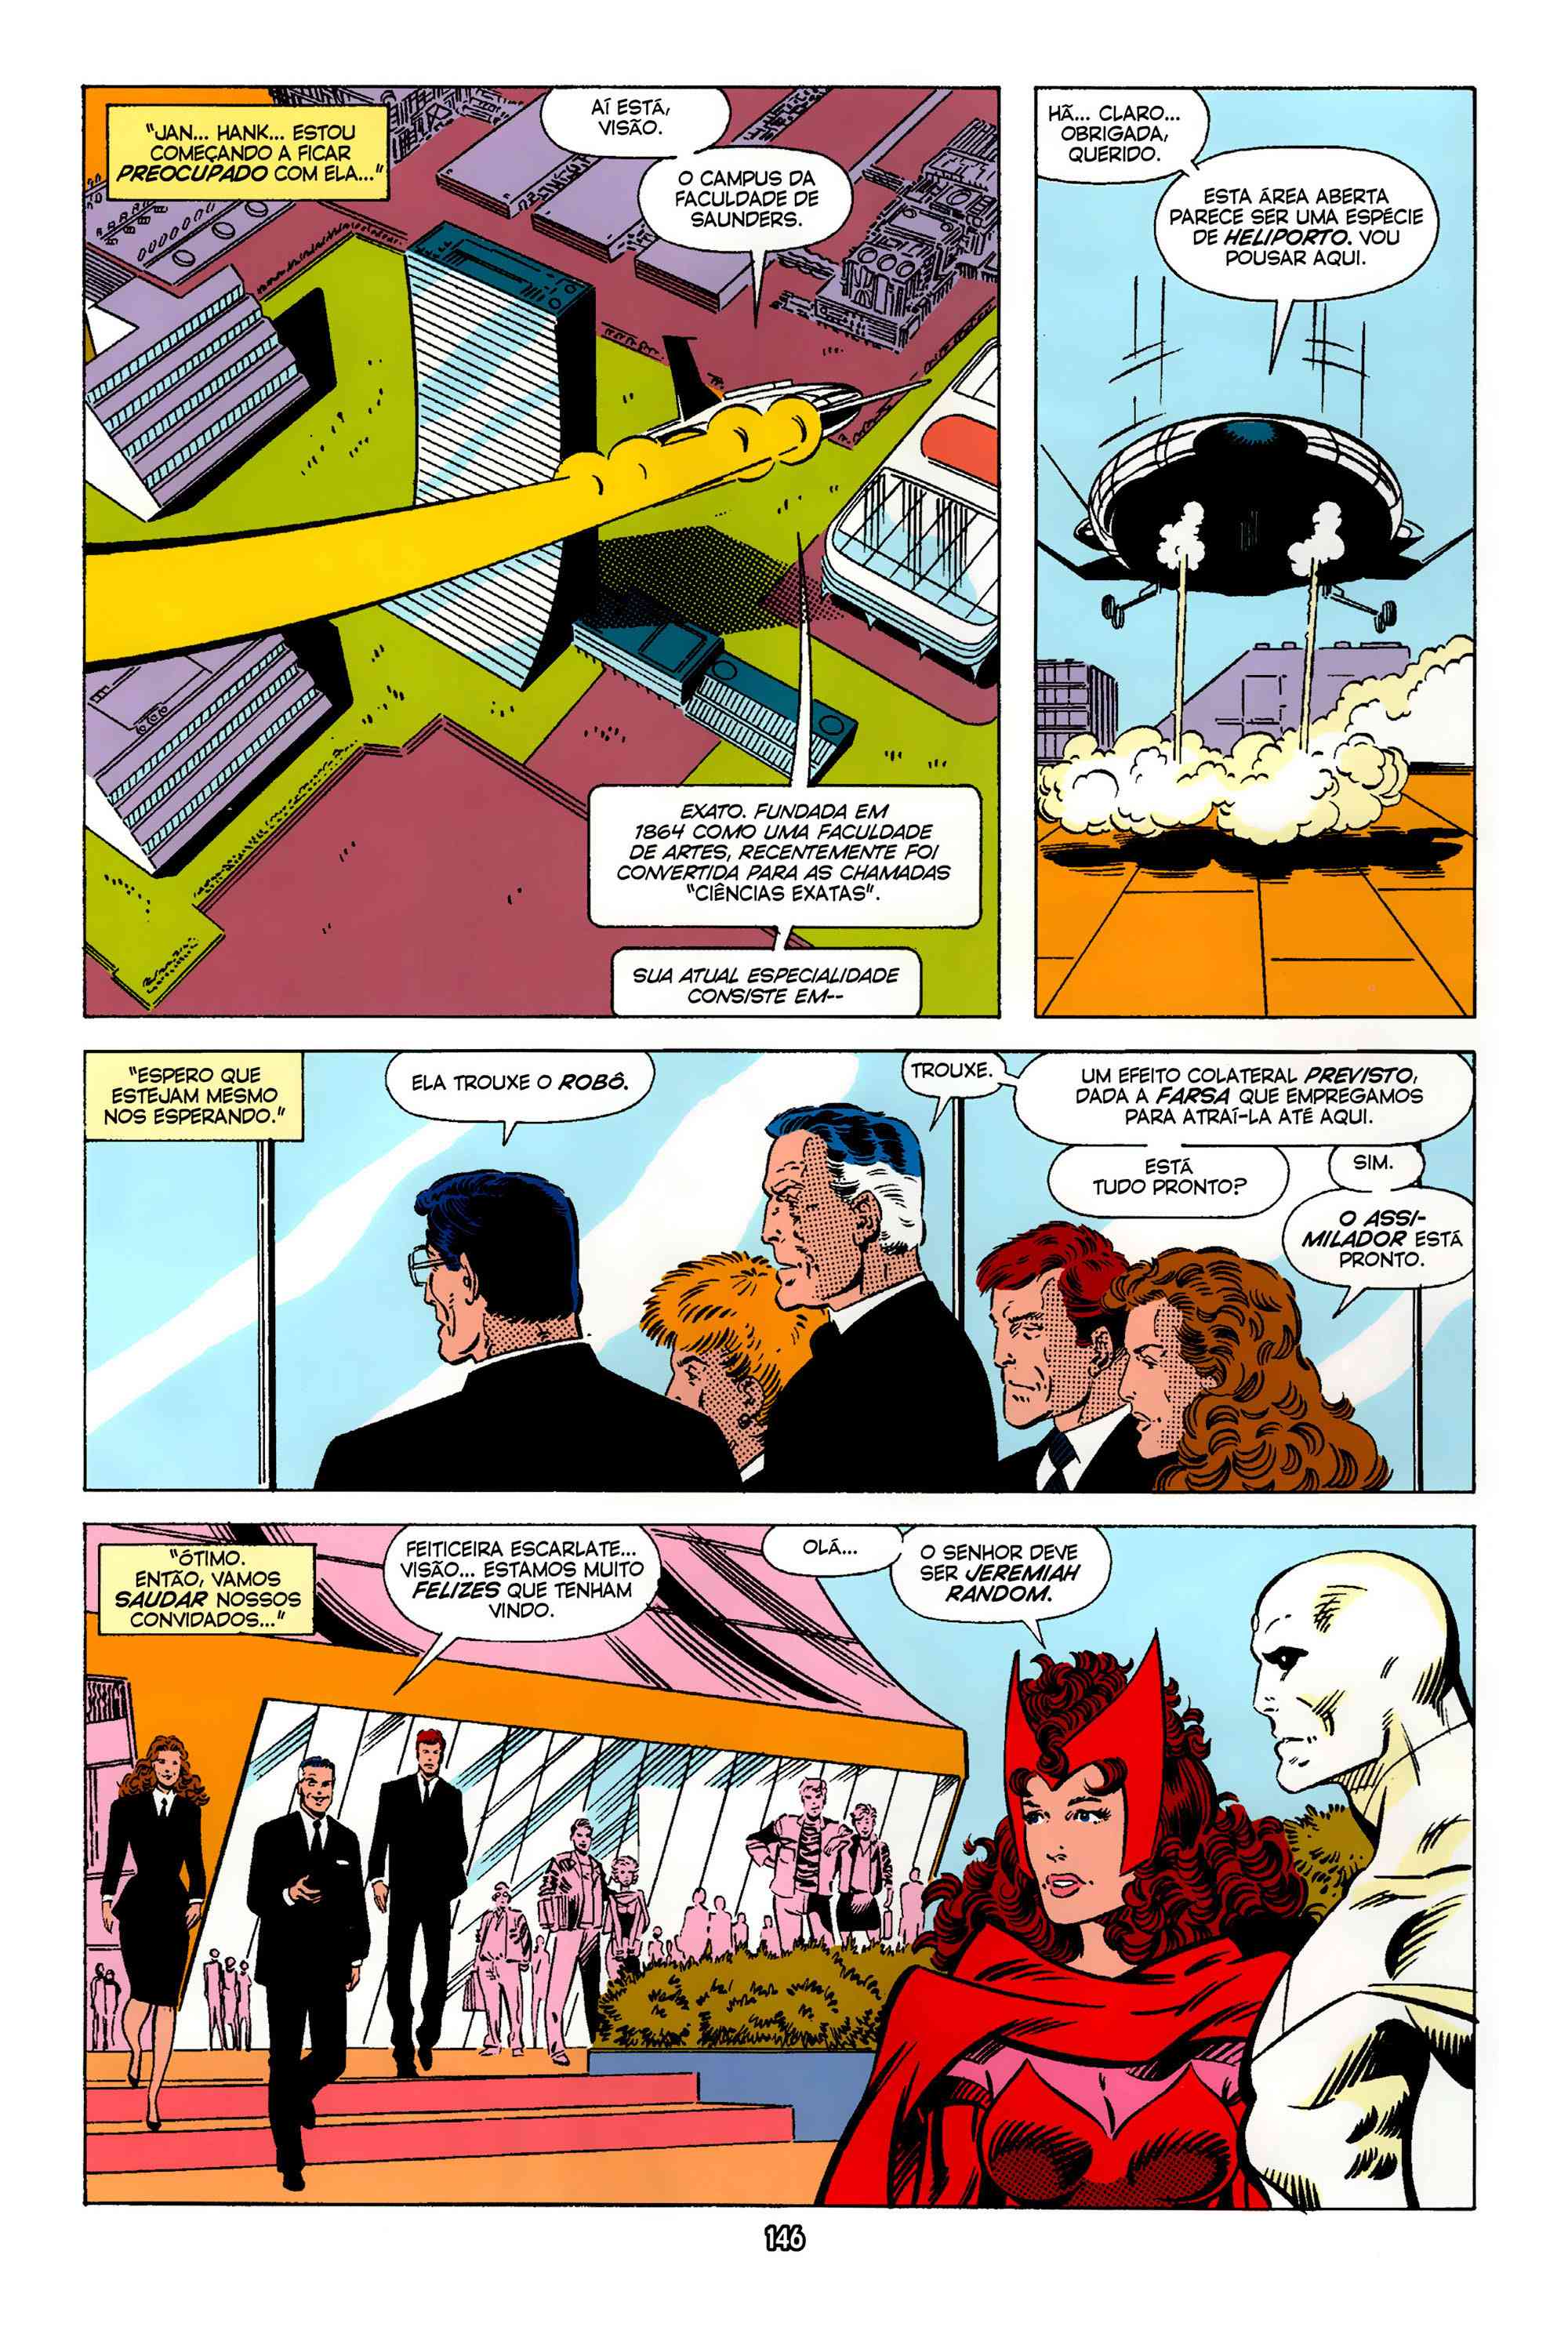 "JAN... HANK... ESTOU
COMEÇANDO A FICAR
PREOCUPADO COM ELA..."
AÍ ESTÁ,
VISÃO.
O CAMPUS DA
FACULDADE DE
SAUNDERS.
EXATO. FUNDADA EM
1864 COMO UMA FACULDADE
DE ARTES, RECENTEMENTE FOI
CONVERTIDA PARA AS CHAMADAS
"CIÊNCIAS EXATAS".
SUA ATUAL ESPECIALIDADE
CONSISTE EM--
HÃ... CLARO...
OBRIGADA,
QUERIDO.
ESTA ÁREA ABERTA
PARECE SER UMA ESPÉCIE
DE HELIPORTO. VOU
POUSAR AQUI.
"ESPERO QUE
ESTEJAM MESMO
NOS ESPERANDO."
ELA TROUXE O ROBÔ.
TROUXE.
UM EFEITO COLATERAL PREVISTO,
DADA A FARSA QUE EMPREGAMOS
PARA ATRAÍ-LA ATÉ AQUI.
ESTÁ
TUDO PRONTO?
SIM.
O ASSI-
MILADOR ESTÁ
PRONTO.
"ÓTIMO.
ENTÃO, VAMOS
SAUDAR NOSSOS
CONVIDADOS..."
FEITICEIRA ESCARLATE...
VISÃO... ESTAMOS MUITO
FELIZES QUE TENHAM
VINDO.
OLÁ...
O SENHOR DEVE
SER JEREMIAH
RANDOM.
146